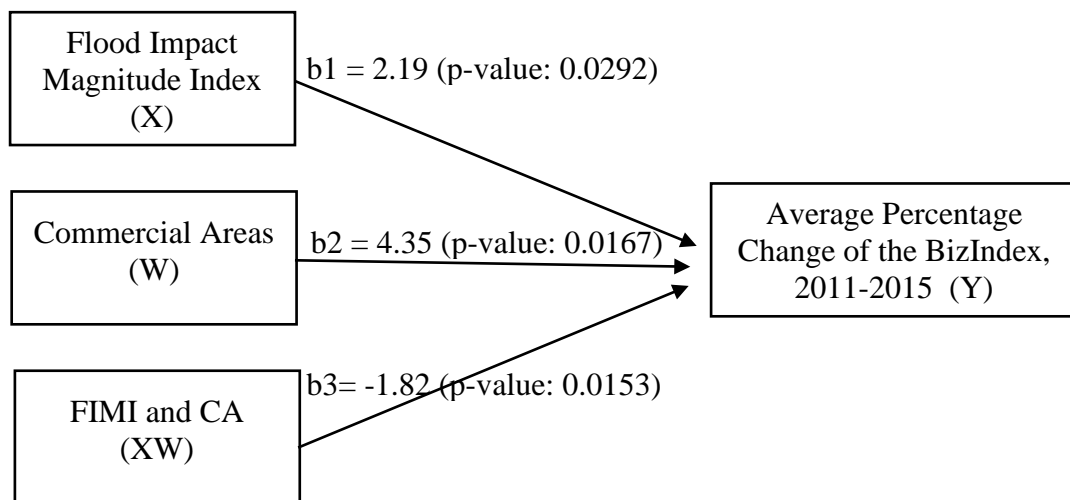 Flood Impact
Magnitude Index
(X)
b1 = 2.19 (p-value: 0.0292)
Commercial Areas
(W)
b2 = 4.35 (p-value: 0.0167)
Average Percentage
Change of the BizIndex,
2011-2015 (Y)
FIMI and CA
(XW)
b3= -1.82 (p-value: 0.0153)